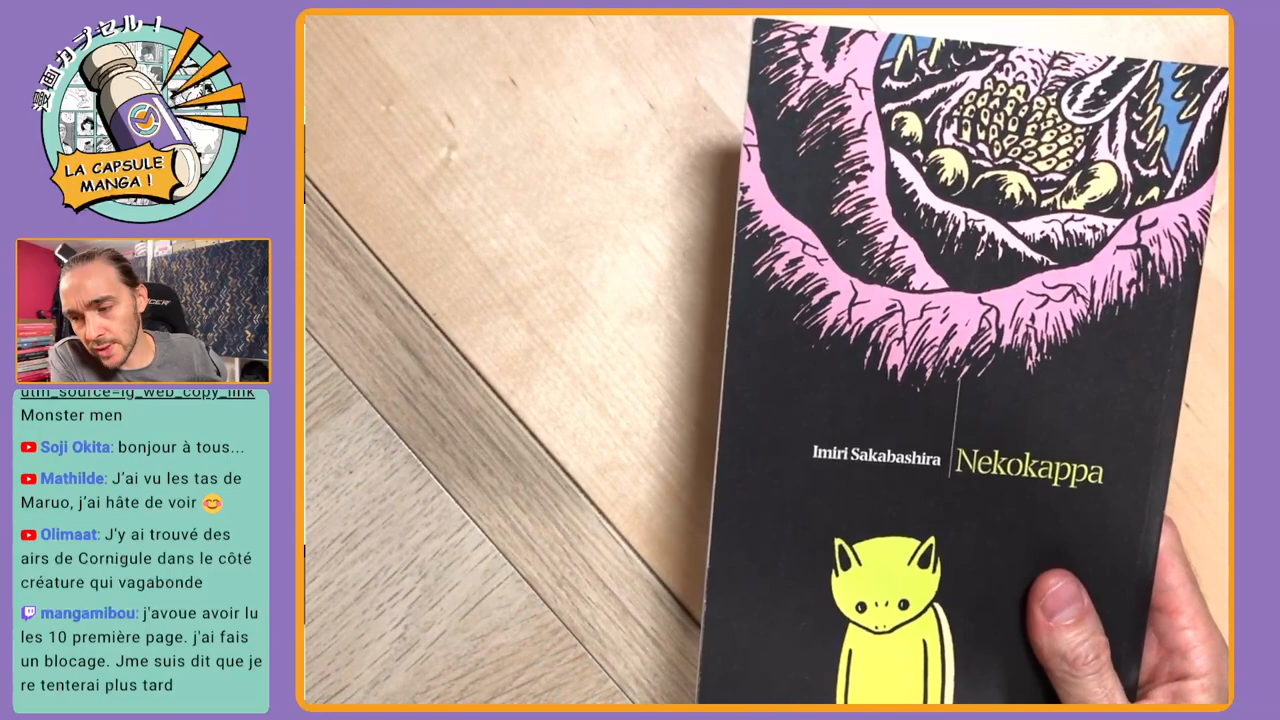 漫画カプセル！
LA CAPSULE
MANGA !
utm_source=ig_web_copy_link
Monster men
Soji Okita: bonjour à tous...
Mathilde: J’ai vu les tas de
Maruo, j’ai hâte de voir 😊
Olimaat: J'y ai trouvé des
airs de Cornigule dans le côté
créature qui vagabonde
mangamibou: j'avoue avoir lu
les 10 première page. j'ai fais
un blocage. Jme suis dit que je
re tenterai plus tard
Imiri Sakabashira
Nekokappa